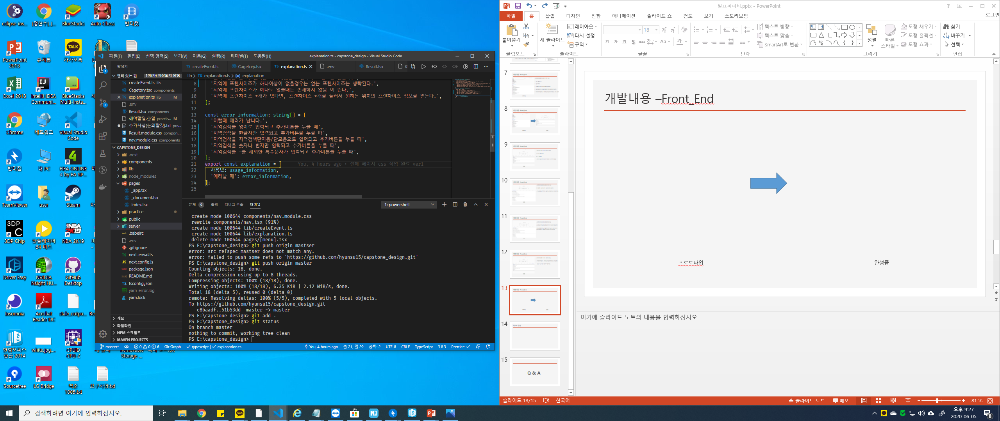 eclipse-ins...
[정현수]_[...
BlueStacks
Auto Chess
반디컷
PowerPoint 2013
휴지통
카카오톡
Excel 2013
IntelliJ IDEA Communi...
BlueStacks Multi-Insta...
Chrome
네트워크
Visual Studio Code
반디집
내 PC
FIFA ONLINE 4 by EA SP...
TeamViewer
user
Steam
3DP Chip
팟플레이어 64 비트
NBA 2K19
Driver Easy
NVIDIA Nsight HU...
GitHub Desktop
Insomnia
Acrobat Reader DC
stale_outpu...
한컴오피스 한글 2014
white.jpg....
CPUID CPU-Z
Removable Storage ...
Sourcetree
LG Bridge
백준 1005.txt
요구사항.txt
파일(F) 편집(E) 선택 영역(S) 보기(V) 이동(G) 실행(R) 터미널(T) 도움말(H)
explanation.ts - capstone_design - Visual Studio Code
탐색기
열려 있는 편... 1이(가) 저장되지 않음
createEvent.ts lib
Cagetory.tsx components
explanation.ts lib M
.env
Result.tsx components
해야할일.한일 practic... M
추가사항(논의할것).txt pra...
Result.module.css compon...
nav.module.css components
CAPSTONE_DESIGN
.next
components
lib
node_modules
pages
_app.tsx
_document.tsx
index.tsx
practice
public
server
.babelrc
.env
.gitignore
next-env.d.ts
next.config.js
package.json
README.md
tsconfig.json
yarn-error.log
yarn.lock
개요
타임라인
NPM 스크립트
MAVEN PROJECTS
createEvent.ts Cagetory.tsx explanation.ts .env Result.tsx
lib > explanation.ts > explanation
8 '지역에 프랜차이즈가 하나이상이 없을경우는 없는 프랜차이즈는 생략된다.',
9 '지역에 프랜차이즈가 하나도 없을때는 존재하지 않음 이 뜬다.',
10 '지역에 프랜차이즈 *개가 있다면, 프랜차이즈 *개를 눌러서 원하는 위치의 프랜차이즈 정보를 얻는다.',
11 ];
12
13 const error_information: string[] = [
14 '이럴때 에러가 납니다.',
15 '지역검색을 영어로 입력되고 추가버튼을 누를 때',
16 '지역검색을 한글자만 입력되고 추가버튼을 누를 때',
17 '지역검색을 지역검색단자음/단모음으로 입력되고 추가버튼을 누를 때',
18 '지역검색을 숫자나 번지만 입력되고 추가버튼을 누를 때',
19 '지역검색을 -을 제외한 특수문자가 입력되고 추가버튼을 누를 때',
20 ];
21 export const explanation = { You, 4 hours ago • 전체 페이지 css 작업 완료 ver1
22 사용법: usage_information,
23 '에러날 때': error_information,
24 };
25
문제 6 출력 디버그 콘솔 터미널 1: powershell
create mode 100644 components/nav.module.css
rewrite components/nav.tsx (91%)
create mode 100644 lib/createEvent.ts
create mode 100644 lib/explanation.ts
delete mode 100644 pages/[menu].tsx
PS E:\capstone_design> git push origin mastser
error: src refspec mastser does not match any.
error: failed to push some refs to 'https://github.com/hyunsu15/capstone_design.git'
PS E:\capstone_design> git push origin master
Counting objects: 18, done.
Delta compression using up to 8 threads.
Compressing objects: 100% (18/18), done.
Writing objects: 100% (18/18), 6.35 KiB | 2.12 MiB/s, done.
Total 18 (delta 5), reused 0 (delta 0)
remote: Resolving deltas: 100% (5/5), completed with 5 local objects.
To https://github.com/hyunsu15/capstone_design.git
e8baadf..51b53dd master -> master
PS E:\capstone_design> git add .
PS E:\capstone_design> git status
On branch master
nothing to commit, working tree clean
PS E:\capstone_design>
master* 0 0 6 Git Graph typescript | explanation.ts You, 4 hours ago 줄 21, 열 29 공백: 2 UTF-8 CRLF TypeScript 3.8.3 Prettier:
발표피피티.pptx - PowerPoint
파일 홈 삽입 디자인 전환 애니메이션 슬라이드 쇼 검토 보기 스토리보딩 로그인
붙여넣기 새 슬라이드 레이아웃 다시 설정 구역 18 텍스트 방향 텍스트 맞춤 SmartArt로 변환 정렬 빠른 스타일 도형 채우기 도형 윤곽선 도형 효과 찾기 바꾸기 선택
클립보드 슬라이드 글꼴 단락 그리기 편집
7
8
9
10
11
12
13
14
15
Q & A
개발내용 –Front_End
프로토타입
완성품
여기에 슬라이드 노트의 내용을 입력하십시오
슬라이드 13/15 한국어 슬라이드 노트 메모 81 %
검색하려면 여기에 입력하십시오.
오후 9:27
2020-06-05
8